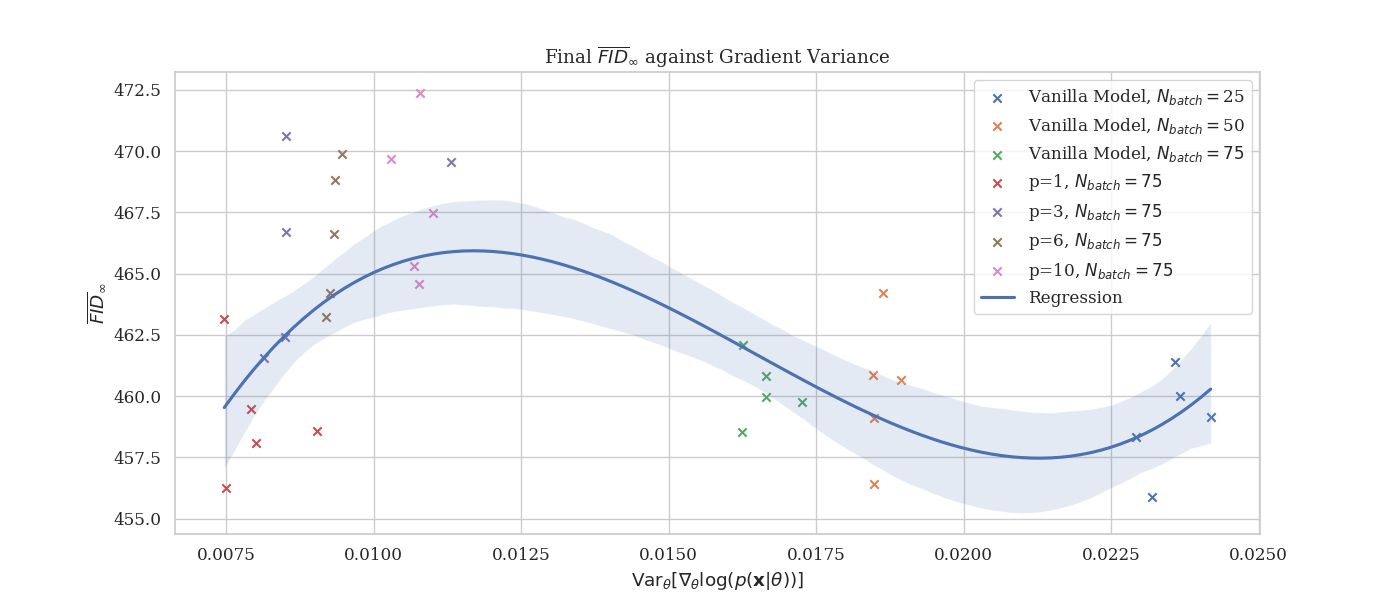 Final $\overline{FID}_\infty$ against Gradient Variance
472.5
470.0
467.5
465.0
462.5
460.0
457.5
455.0
$\overline{FID}_\infty$
Vanilla Model, $N_{batch} = 25$
Vanilla Model, $N_{batch} = 50$
Vanilla Model, $N_{batch} = 75$
p=1, $N_{batch} = 75$
p=3, $N_{batch} = 75$
p=6, $N_{batch} = 75$
p=10, $N_{batch} = 75$
Regression
0.0075 0.0100 0.0125 0.0150 0.0175 0.0200 0.0225 0.0250
$\mathrm{Var}_\theta[\nabla_\theta \log(p(\mathbf{x}|\theta))]$